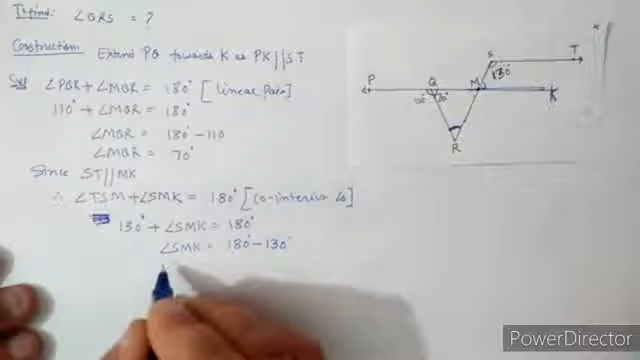 To find: ∠QRS = ?
Construction: Extend PQ towards K as PK||ST
∠PQR + ∠MQR = 180° [linear pair]
110° + ∠MQR = 180°
∠MQR = 180° - 110
∠MQR = 70°
Since ST||MK
∴ ∠TSM + ∠SMK = 180° [co-interior ∠s]
130° + ∠SMK = 180°
∠SMK = 180° - 130°
S
T
130°
P
Q
M
K
110°
70°
R
PowerDirector